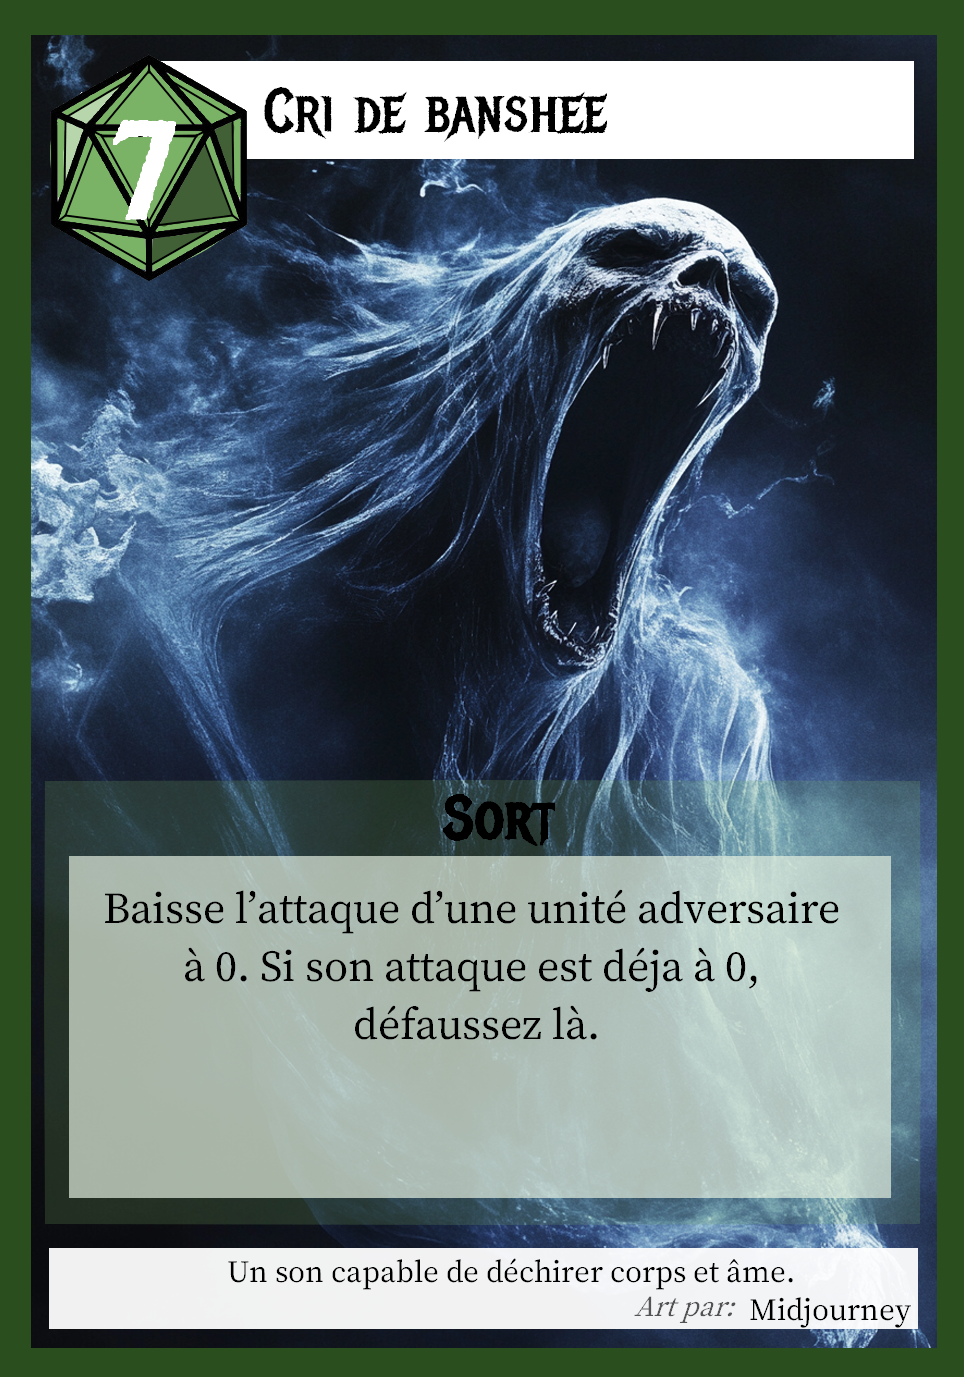 7
Cri de banshee
Sort
Baisse l’attaque d’une unité adversaire
à 0. Si son attaque est déja à 0,
défaussez là.
Un son capable de déchirer corps et âme.
Art par: Midjourney